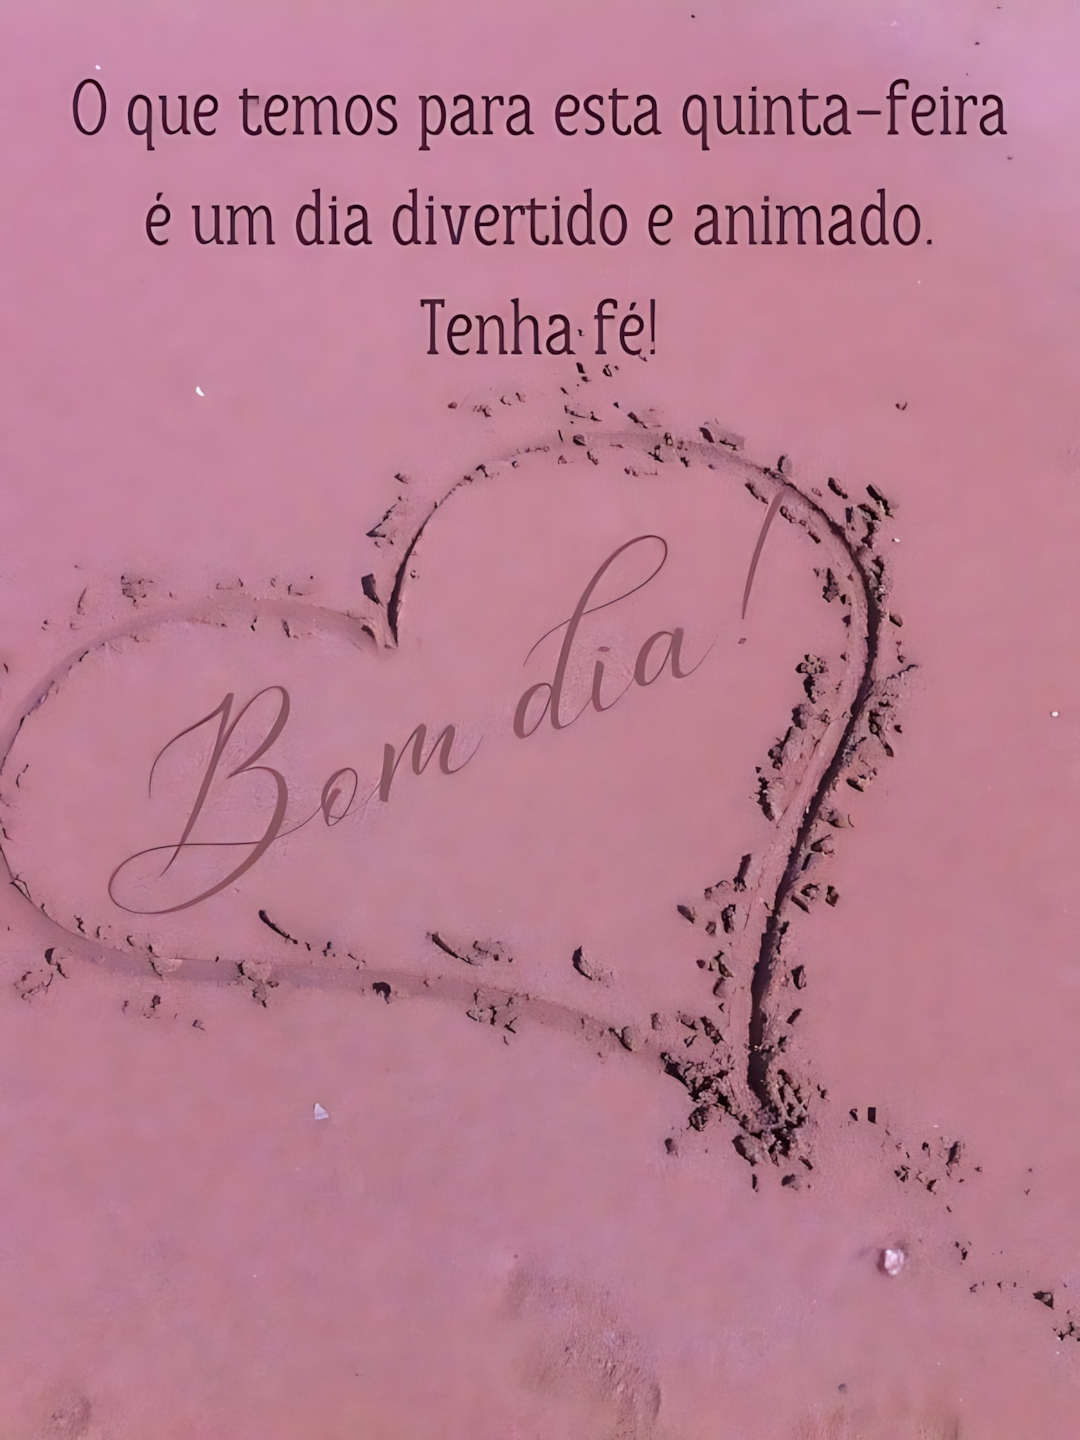 O que temos para esta quinta-feira
é um dia divertido e animado.
Tenha fé!
Bom dia!